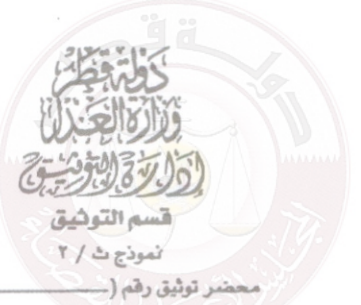 دولة قطر
وزارة العدل
إدارة التوثيق
قسم التوثيق
نموذج ث / ٢
محضر توثيق رقم (